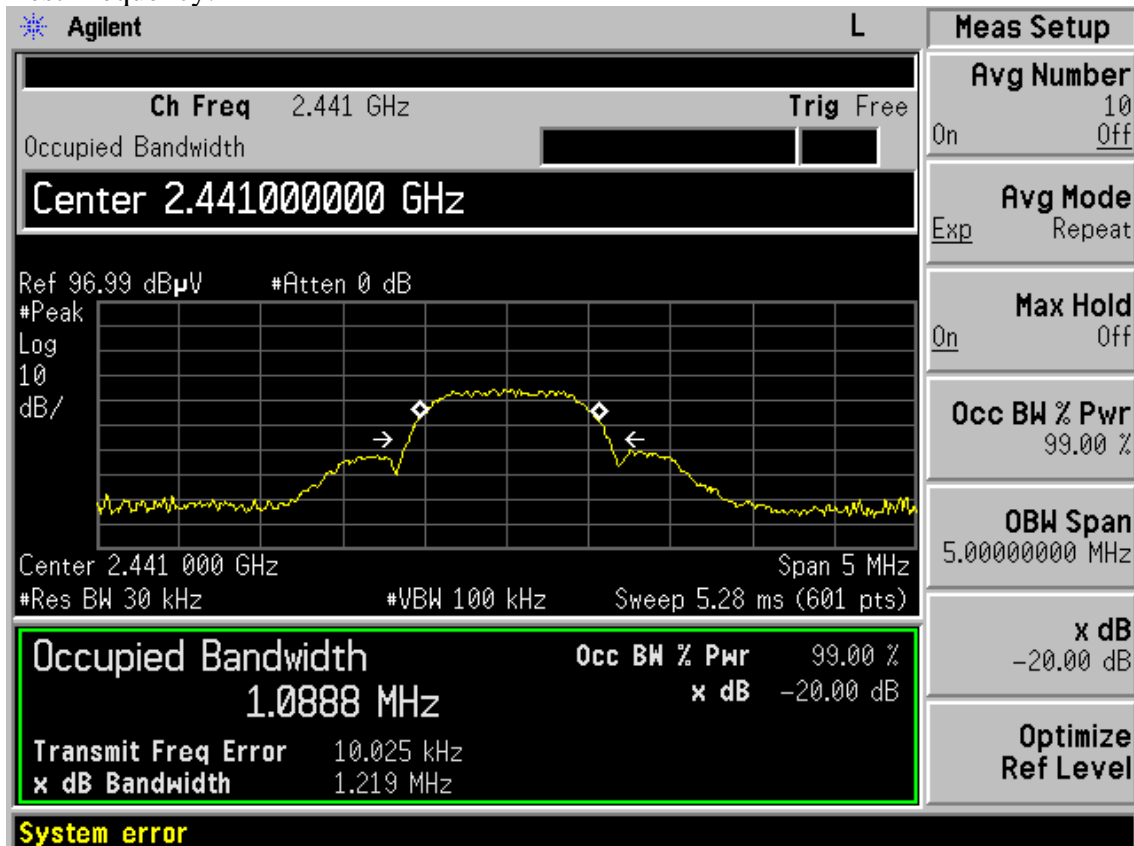 Agilent L Meas Setup
Ch Freq 2.441 GHz Trig Free
Occupied Bandwidth
Center 2.441000000 GHz
Ref 96.99 dBµV #Atten 0 dB
#Peak
Log
10
dB/
Center 2.441 000 GHz Span 5 MHz
#Res BW 30 kHz #VBW 100 kHz Sweep 5.28 ms (601 pts)
Occupied Bandwidth Occ BW % Pwr 99.00 %
1.0888 MHz x dB -20.00 dB
Transmit Freq Error 10.025 kHz
x dB Bandwidth 1.219 MHz
System error
Avg Number
10
On Off
Avg Mode
Exp Repeat
Max Hold
On Off
Occ BW % Pwr
99.00 %
OBW Span
5.00000000 MHz
x dB
-20.00 dB
Optimize
Ref Level